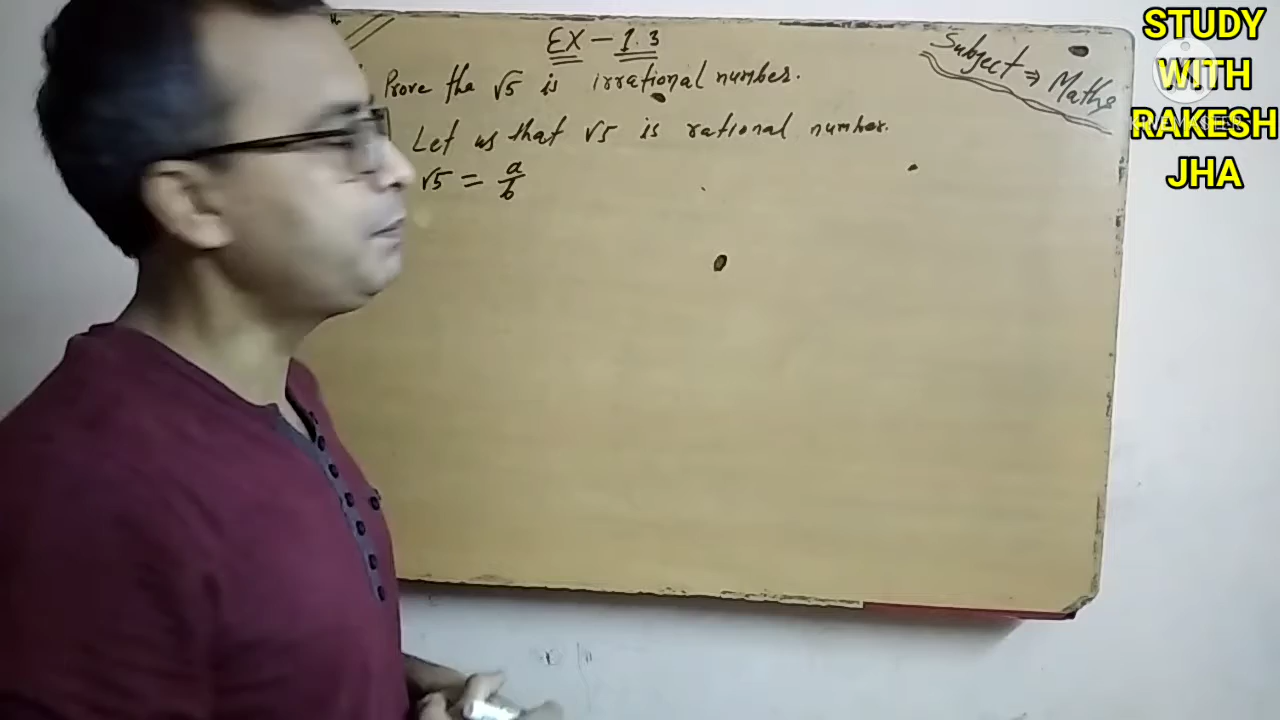 EX - 1.3
Subject ⇒ Maths
Prove the √5 is irrational number.
Let us that √5 is rational number.
√5 = a/b
STUDY
WITH
RAKESH
JHA